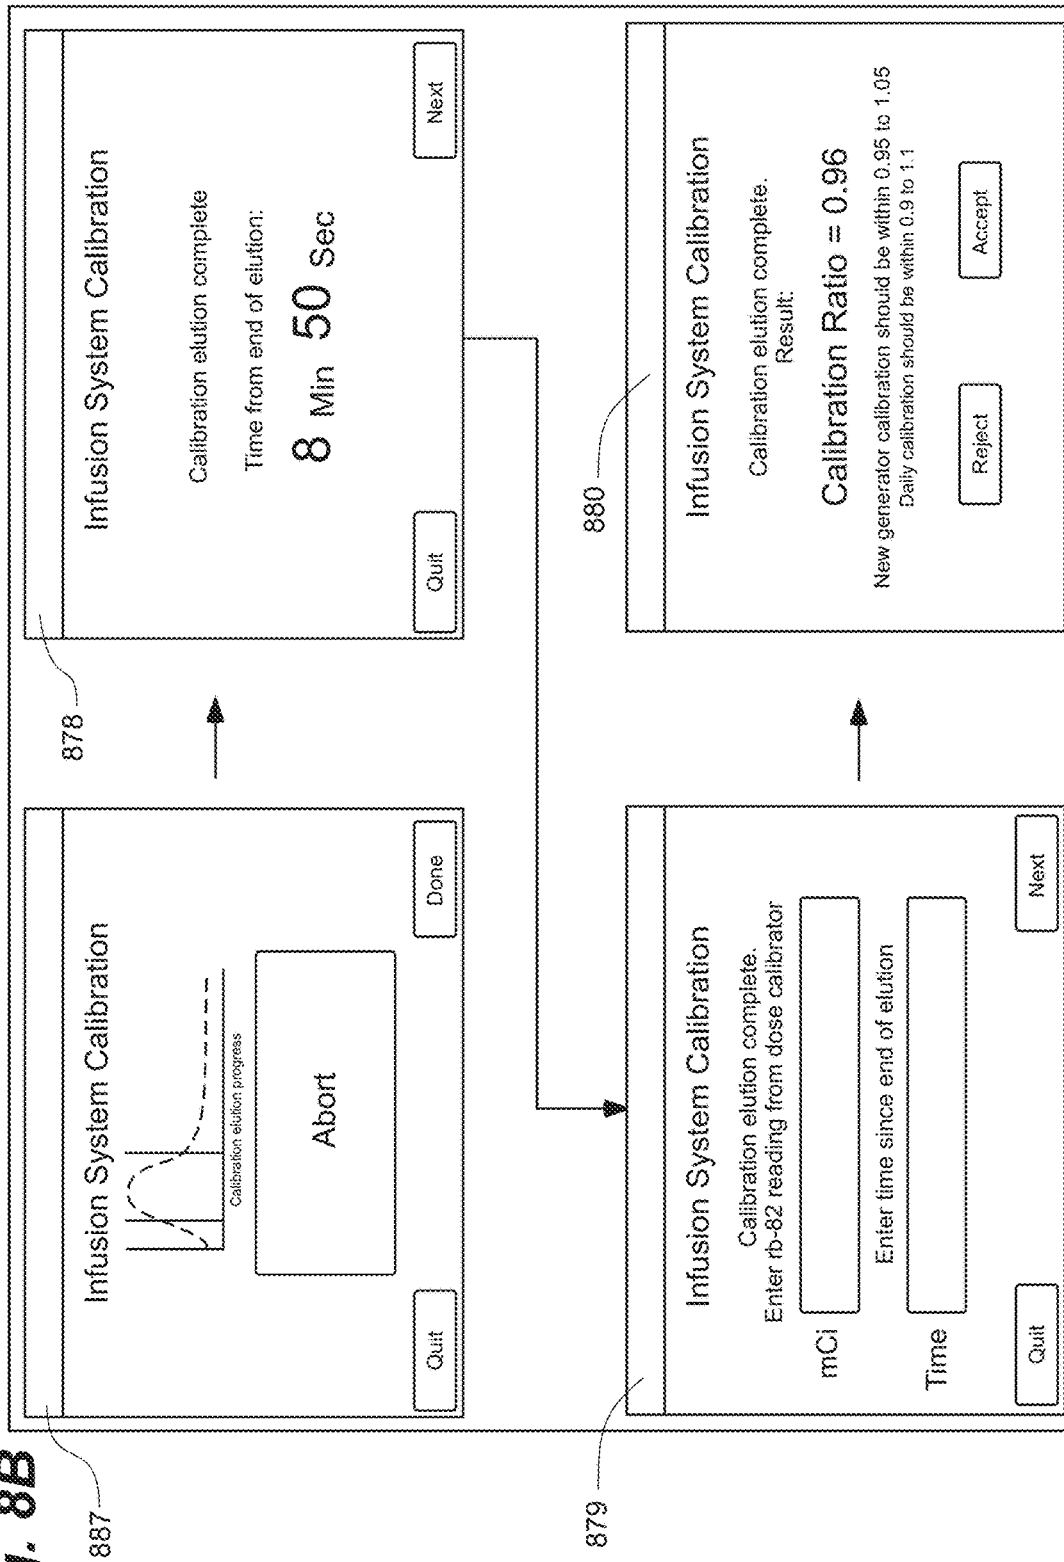 8B
887
Infusion System Calibration
Calibration elution progress
Abort
Quit
Done
878
Infusion System Calibration
Calibration elution complete
Time from end of elution:
8 Min 50 Sec
Quit
Next
879
Infusion System Calibration
Calibration elution complete.
Enter rb-82 reading from dose calibrator
mCi
Enter time since end of elution
Time
Quit
Next
880
Infusion System Calibration
Calibration elution complete.
Result:
Calibration Ratio = 0.96
New generator calibration should be within 0.95 to 1.05
Daily calibration should be within 0.9 to 1.1
Reject
Accept